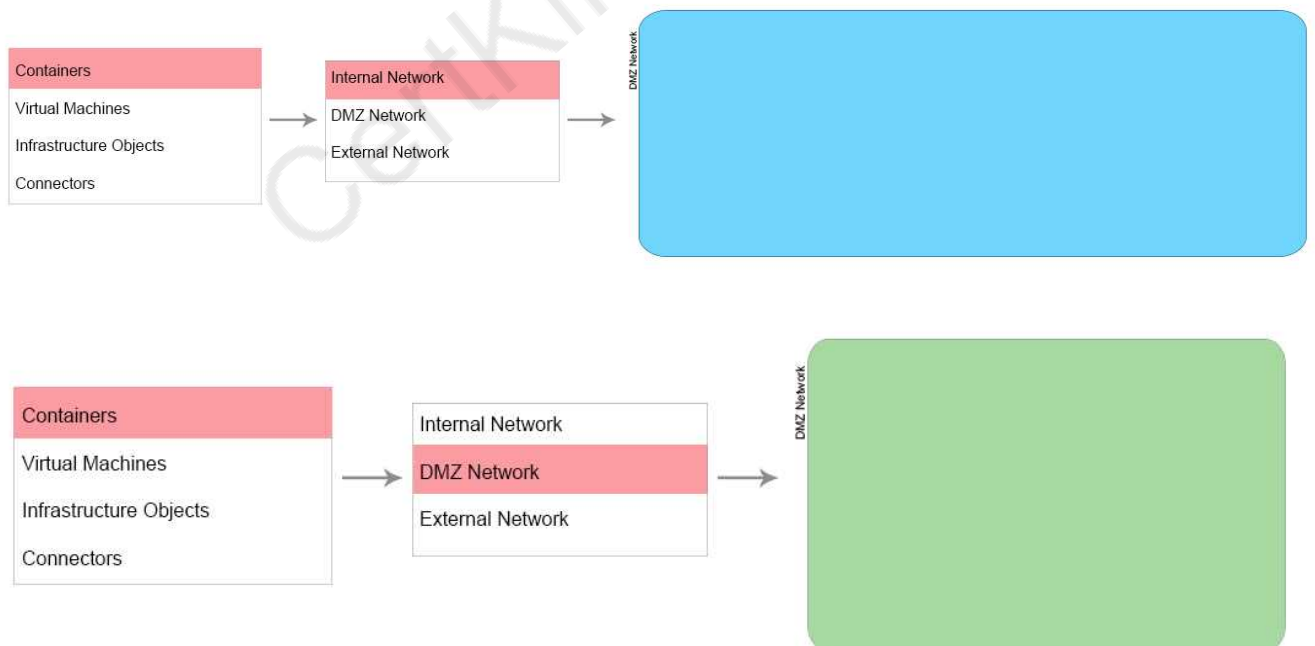 Containers
Virtual Machines
Infrastructure Objects
Connectors
Internal Network
DMZ Network
External Network
DMZ Network
Containers
Virtual Machines
Infrastructure Objects
Connectors
Internal Network
DMZ Network
External Network
DMZ Network